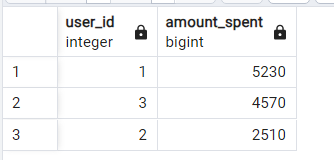 user_id amount_spent
integer bigint
1 1 5230
2 3 4570
3 2 2510